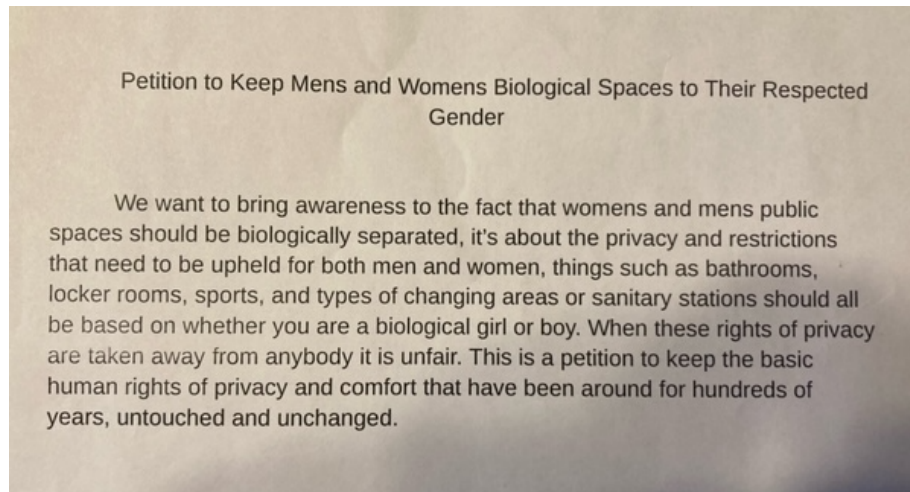 Petition to Keep Mens and Womens Biological Spaces to Their Respected
Gender
We want to bring awareness to the fact that womens and mens public
spaces should be biologically separated, it's about the privacy and restrictions
that need to be upheld for both men and women, things such as bathrooms,
locker rooms, sports, and types of changing areas or sanitary stations should all
be based on whether you are a biological girl or boy. When these rights of privacy
are taken away from anybody it is unfair. This is a petition to keep the basic
human rights of privacy and comfort that have been around for hundreds of
years, untouched and unchanged.